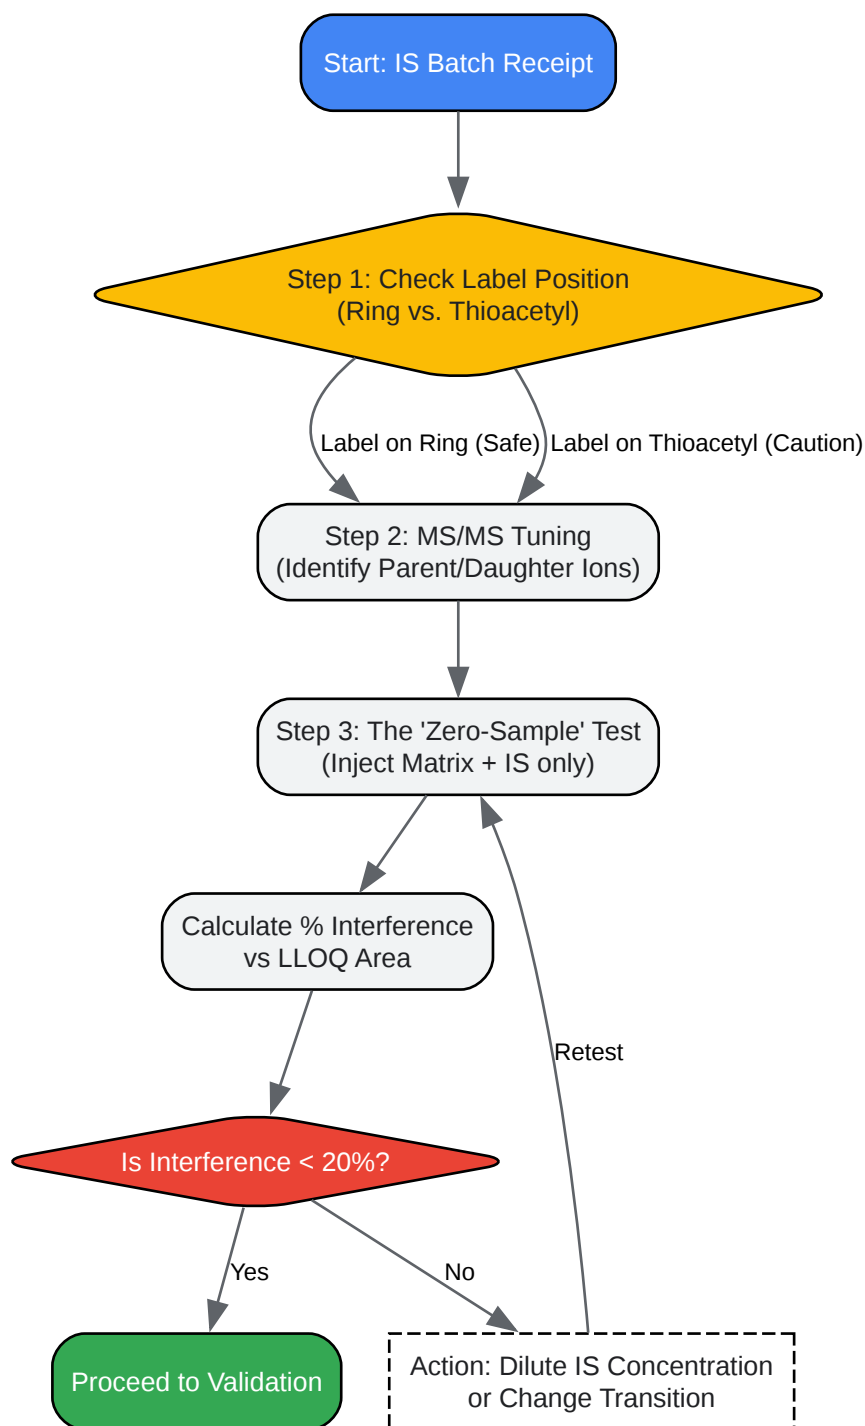 Start: IS Batch Receipt
Step 1: Check Label Position
(Ring vs. Thioacetyl)
Label on Ring (Safe)
Label on Thioacetyl (Caution)
Step 2: MS/MS Tuning
(Identify Parent/Daughter Ions)
Step 3: The 'Zero-Sample' Test
(Inject Matrix + IS only)
Calculate % Interference
vs LLOQ Area
Retest
Is Interference < 20%?
Yes
No
Proceed to Validation
Action: Dilute IS Concentration
or Change Transition